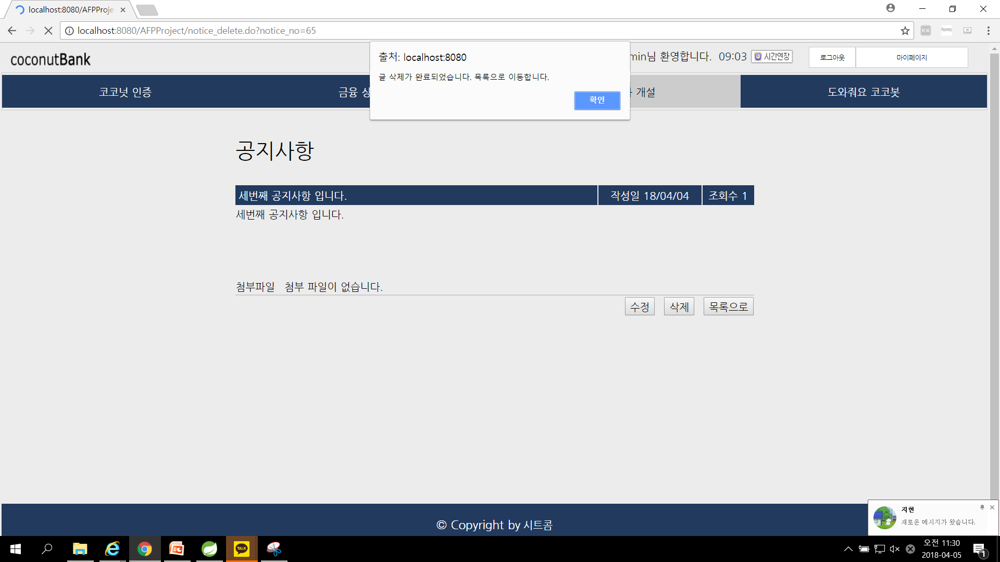 localhost:8080/AFPProje
localhost:8080/AFPProject/notice_delete.do?notice_no=65
EX
fonts
coconutBank
출처: localhost:8080
글 삭제가 완료되었습니다. 목록으로 이동합니다.
확인
min님 환영합니다. 09:03
시간연장
로그아웃
마이페이지
코코넛 인증
금융 상
개설
도와줘요 코코봇
공지사항
세번째 공지사항 입니다.
작성일 18/04/04
조회수 1
세번째 공지사항 입니다.
첨부파일 첨부 파일이 없습니다.
수정
삭제
목록으로
지현
새로운 메시지가 왔습니다.
© Copyright by 시트콤
TALK
오전 11:30
2018-04-05
1